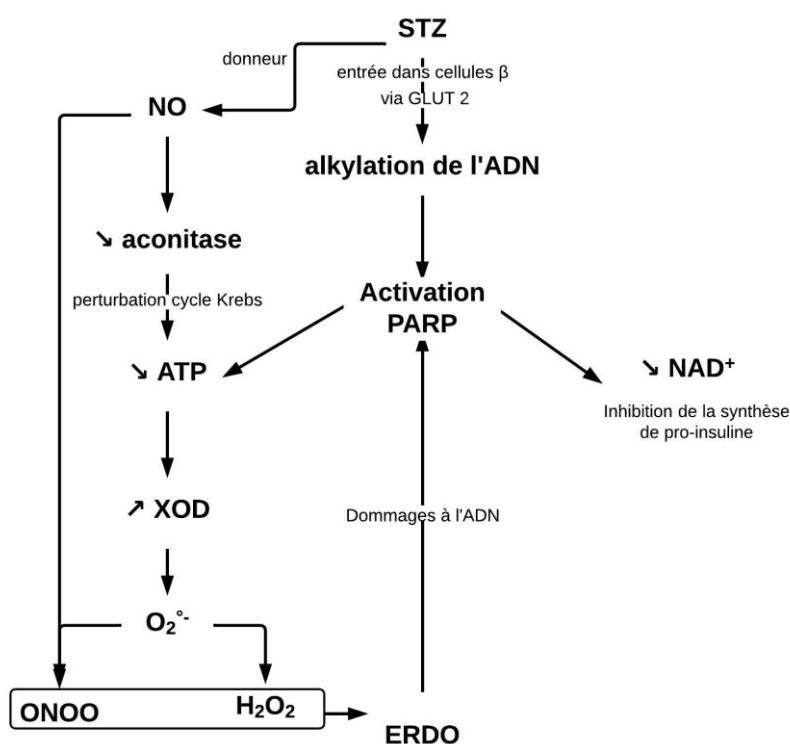 STZ
donneur
entrée dans cellules β
via GLUT 2
NO
alkylation de l'ADN
↘ aconitase
perturbation cycle Krebs
Activation
PARP
↘ ATP
↘ NAD⁺
Inhibition de la synthèse
de pro-insuline
↗ XOD
Dommages à l'ADN
O₂°⁻
ONOO
H₂O₂
ERDO